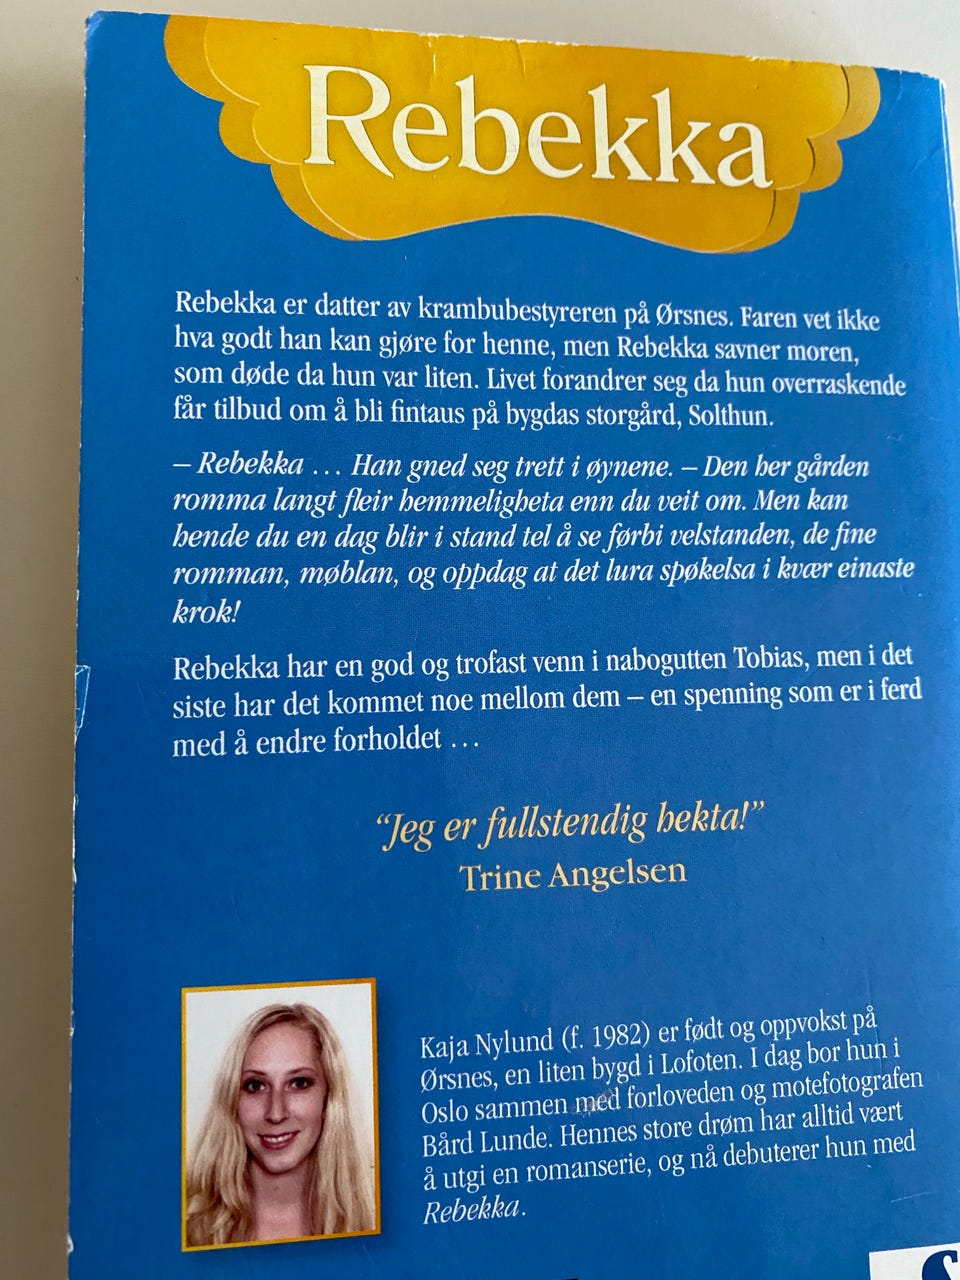 Rebekka
Rebekka er datter av krambubestyreren på Ørsnes. Faren vet ikke
hva godt han kan gjøre for henne, men Rebekka savner moren,
som døde da hun var liten. Livet forandrer seg da hun overraskende
får tilbud om å bli fintaus på bygdas storgård, Solthun.
– Rebekka … Han gned seg trett i øynene. – Den her gården
romma langt fleir hemmeligheta enn du veit om. Men kan
hende du en dag blir i stand tel å se førbi velstanden, de fine
romman, møblan, og oppdag at det lura spøkelsa i kvær einaste
krok!
Rebekka har en god og trofast venn i nabogutten Tobias, men i det
siste har det kommet noe mellom dem – en spenning som er i ferd
med å endre forholdet …
“Jeg er fullstendig hekta!”
Trine Angelsen
Kaja Nylund (f. 1982) er født og oppvokst på
Ørsnes, en liten bygd i Lofoten. I dag bor hun i
Oslo sammen med forloveden og motefotografen
Bård Lunde. Hennes store drøm har alltid vært
å utgi en romanserie, og nå debuterer hun med
Rebekka.